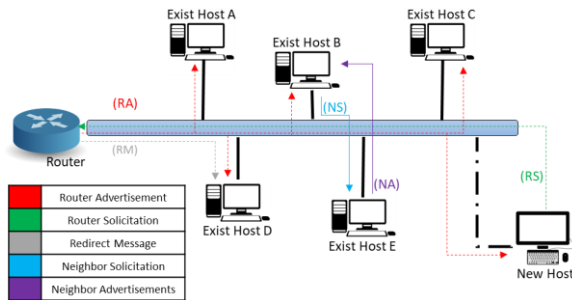 Exist Host A
Exist Host B
Exist Host C
(RA)
(NS)
Router
(RM)
(NA)
(RS)
Exist Host D
Exist Host E
New Host
Router Advertisement
Router Solicitation
Redirect Message
Neighbor Solicitation
Neighbor Advertisements